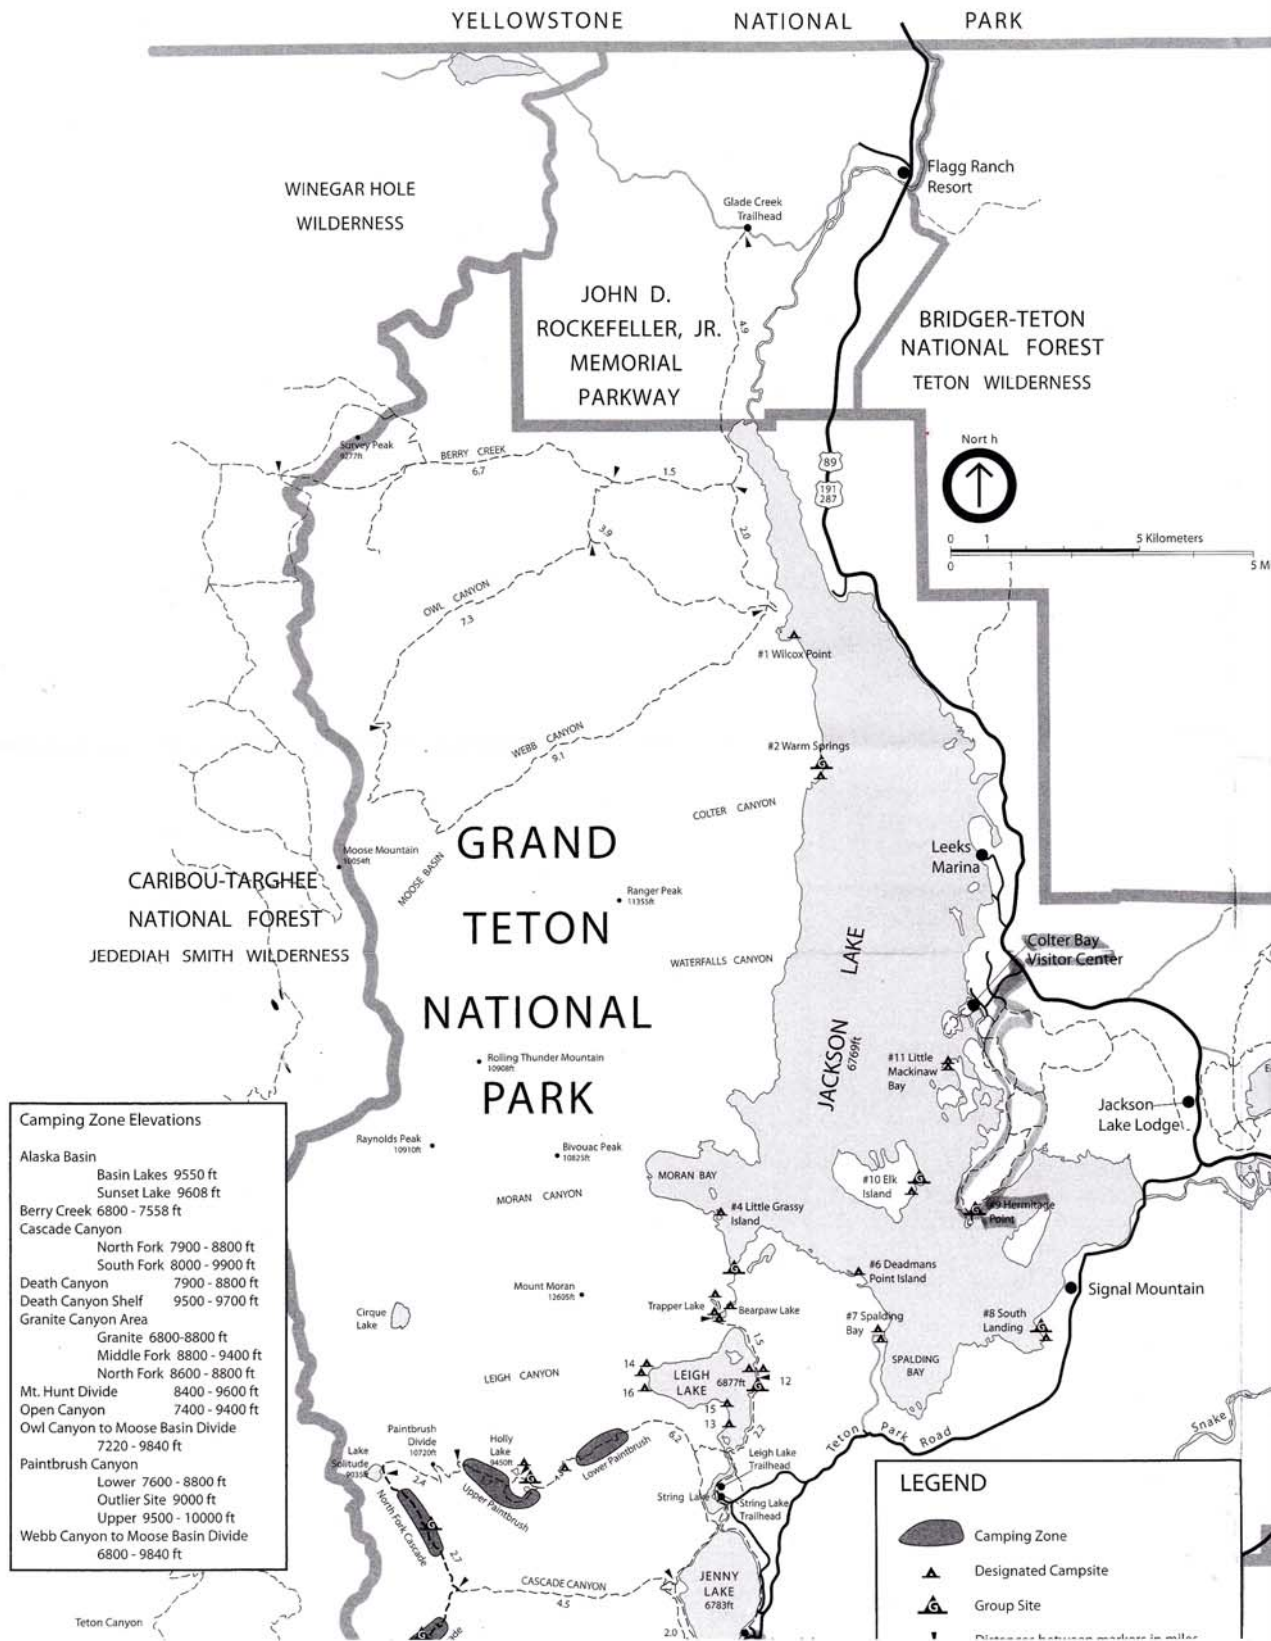 YELLOWSTONE NATIONAL PARK
Flagg Ranch
Resort
WINEGAR HOLE
WILDERNESS
Glade Creek
Trailhead
JOHN D.
ROCKEFELLER, JR.
MEMORIAL
PARKWAY
4.9
BRIDGER-TETON
NATIONAL FOREST
TETON WILDERNESS
Survey Peak
9277ft
BERRY CREEK
6.7
1.5
89
191
287
North
0 1 5 Kilometers
0 1 5 M
3.9
2.0
OWL CANYON
7.3
#1 Wilcox Point
WEBB CANYON
9.1
#2 Warm Springs
COLTER CANYON
GRAND
TETON
NATIONAL
PARK
Moose Mountain
10054ft
MOOSE BASIN
Leeks
Marina
CARIBOU-TARGHEE
NATIONAL FOREST
JEDEDIAH SMITH WILDERNESS
Ranger Peak
11355ft
WATERFALLS CANYON
JACKSON LAKE
6769ft
Colter Bay
Visitor Center
Rolling Thunder Mountain
10908ft
#11 Little
Mackinaw
Bay
Jackson
Lake Lodge
Raynolds Peak
10910ft
Bivouac Peak
10825ft
MORAN BAY
MORAN CANYON
#10 Elk
Island
#9 Hermitage
Point
#4 Little Grassy
Island
#6 Deadmans
Point Island
Signal Mountain
Mount Moran
12605ft
Cirque
Lake
Trapper Lake
Bearpaw Lake
#7 Spalding
Bay
#8 South
Landing
1.5
SPALDING
BAY
LEIGH CANYON
14
16
LEIGH
LAKE
6877ft
12
15
13
2.2
Teton Park Road
Snake
Camping Zone Elevations
Alaska Basin
Basin Lakes 9550 ft
Sunset Lake 9608 ft
Berry Creek 6800 - 7558 ft
Cascade Canyon
North Fork 7900 - 8800 ft
South Fork 8000 - 9900 ft
Death Canyon 7900 - 8800 ft
Death Canyon Shelf 9500 - 9700 ft
Granite Canyon Area
Granite 6800-8800 ft
Middle Fork 8800 - 9400 ft
North Fork 8600 - 8800 ft
Mt. Hunt Divide 8400 - 9600 ft
Open Canyon 7400 - 9400 ft
Owl Canyon to Moose Basin Divide
7220 - 9840 ft
Paintbrush Canyon
Lower 7600 - 8800 ft
Outlier Site 9000 ft
Upper 9500 - 10000 ft
Webb Canyon to Moose Basin Divide
6800 - 9840 ft
Paintbrush
Divide
10720ft
Holly
Lake
9450ft
Lake
Solitude
9035ft
2.4
Upper Paintbrush
Lower Paintbrush
6.2
Leigh Lake
Trailhead
String Lake
String Lake
Trailhead
North Fork Cascade
2.7
CASCADE CANYON
4.5
JENNY
LAKE
6783ft
2.0
Teton Canyon
LEGEND
Camping Zone
Designated Campsite
G Group Site
Distances between markers in miles